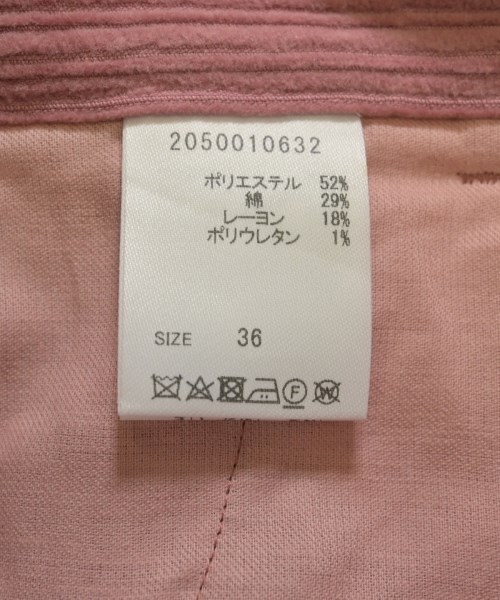 2050010632
ポリエステル 52%
綿 29%
レーヨン 18%
ポリウレタン 1%
SIZE 36
F W